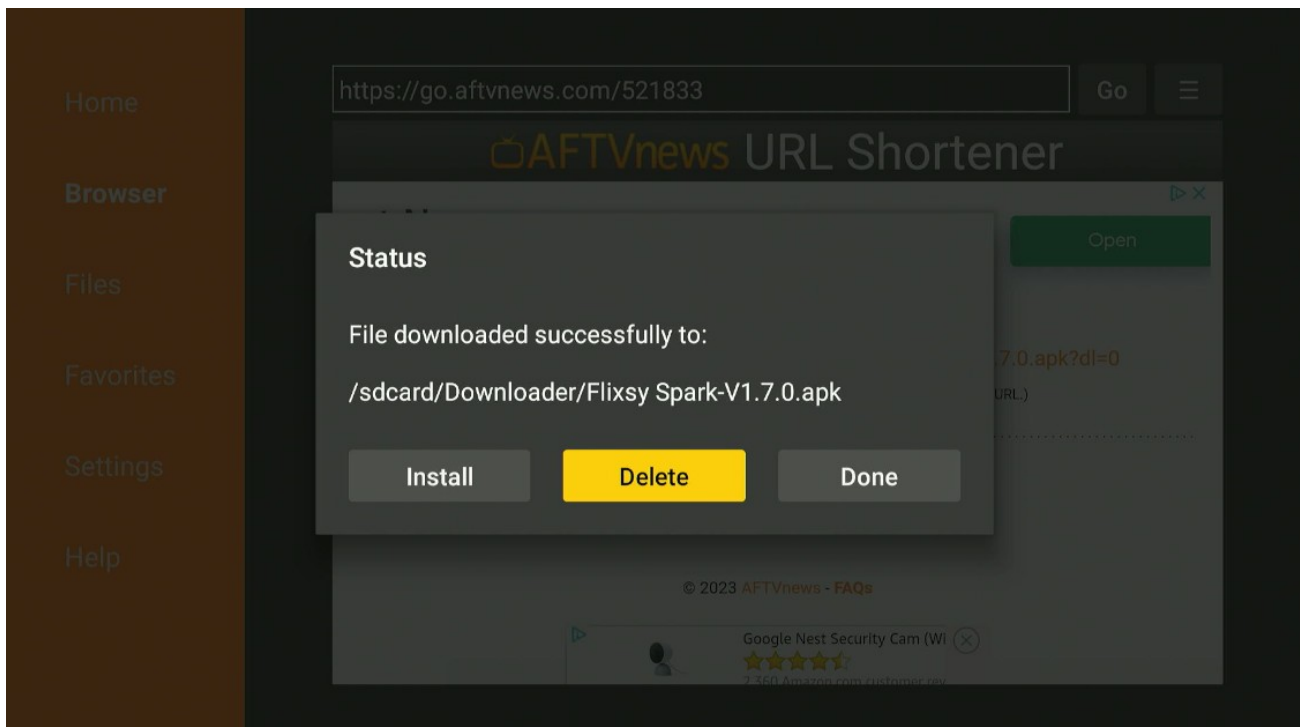 Home
Browser
Files
Favorites
Settings
Help
https://go.aftvnews.com/521833
Go
☰
AFTVnews URL Shortener
Open
Status
File downloaded successfully to:
/sdcard/Downloader/Flixsy Spark-V1.7.0.apk
Install
Delete
Done
.7.0.apk?dl=0
URL.)
© 2023 AFTVnews - FAQs
Google Nest Security Cam (Wi
2,360 Amazon.com customer rev